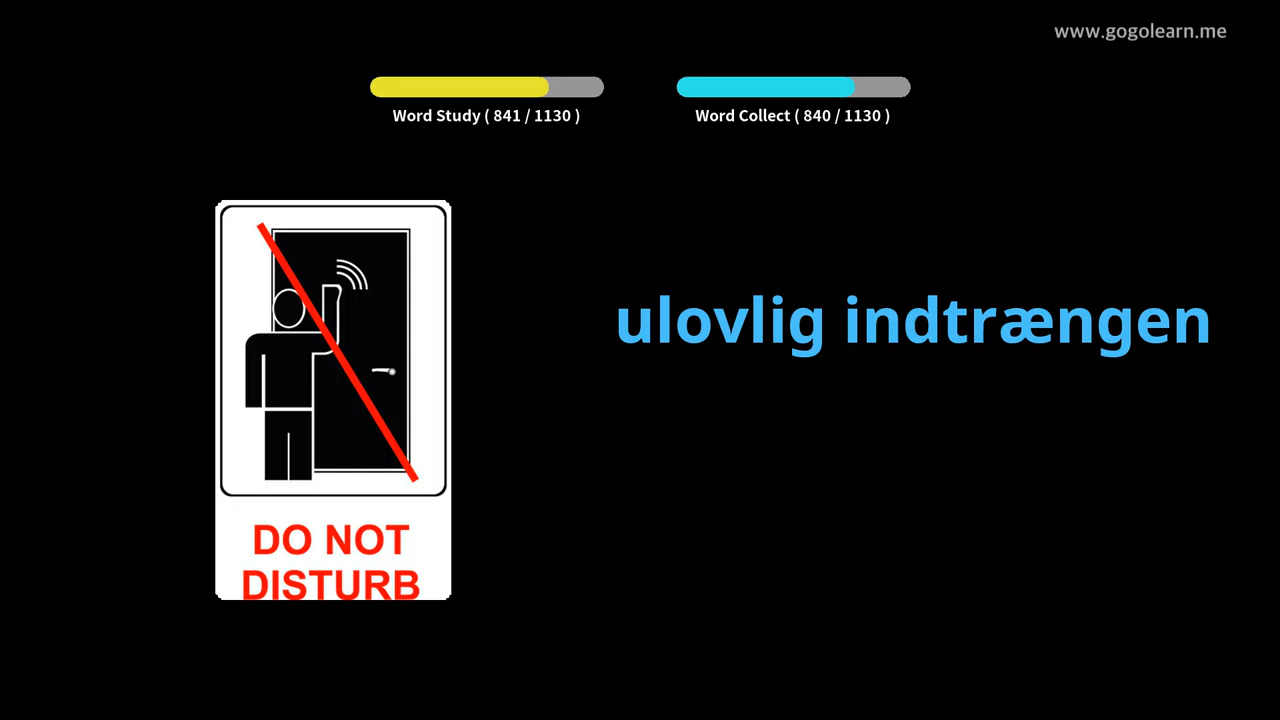 www.gogolearn.me
Word Study ( 841 / 1130 )
Word Collect ( 840 / 1130 )
ulovlig indtrængen
DO NOT
DISTURB